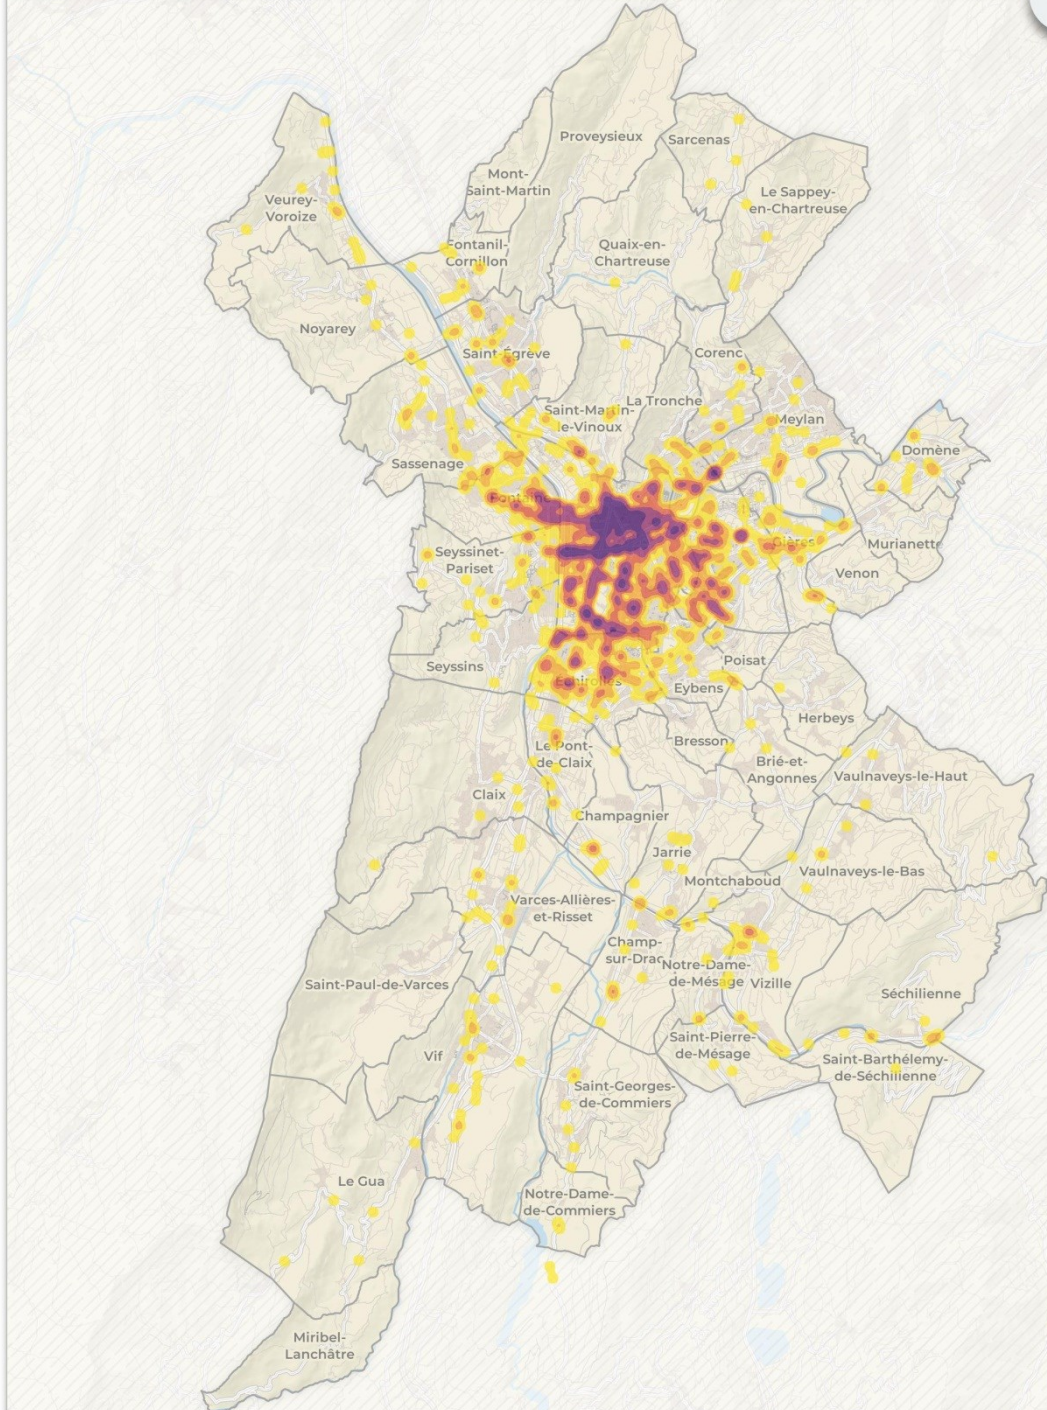 Proveysieux
Sarcenas
Mont-
Saint-Martin
Le Sappey-
en-Chartreuse
Veurey-
Voroize
Fontanil-
Cornillon
Quaix-en-
Chartreuse
Noyarey
Saint-Égrève
Corenc
La Tronche
Saint-Martin-
le-Vinoux
Meylan
Domène
Sassenage
Fontaine
Gières
Murianette
Seyssinet-
Pariset
Venon
Seyssins
Poisat
Échirolles
Eybens
Herbeys
Bresson
Le Pont-
de-Claix
Brié-et-
Angonnes
Vaulnaveys-le-Haut
Claix
Champagnier
Jarrie
Vaulnaveys-le-Bas
Montchaboud
Varces-Allières-
et-Risset
Champ-
sur-Drac
Notre-Dame-
de-Mésage
Vizille
Saint-Paul-de-Varces
Séchilienne
Saint-Pierre-
de-Mésage
Vif
Saint-Barthélemy-
de-Séchilienne
Saint-Georges-
de-Commiers
Le Gua
Notre-Dame-
de-Commiers
Miribel-
Lanchâtre